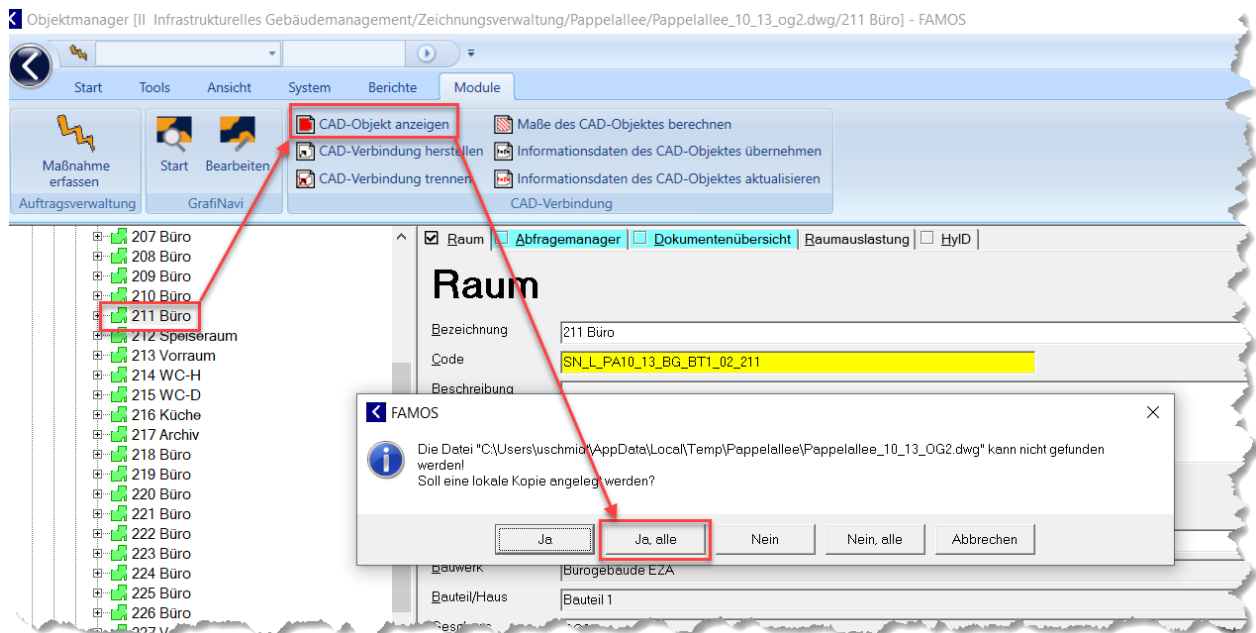 Objektmanager [II Infrastrukturelles Gebäudemanagement/Zeichnungsverwaltung/Pappelallee/Pappelallee_10_13_og2.dwg/211 Büro] - FAMOS
Start Tools Ansicht System Berichte Module
Maßnahme
erfassen
Auftragsverwaltung
Start Bearbeiten
GrafiNavi
CAD-Objekt anzeigen
CAD-Verbindung herstellen
CAD-Verbindung trennen
Maße des CAD-Objektes berechnen
Informationsdaten des CAD-Objektes übernehmen
Informationsdaten des CAD-Objektes aktualisieren
CAD-Verbindung
207 Büro
208 Büro
209 Büro
210 Büro
211 Büro
212 Speiseraum
213 Vorraum
214 WC-H
215 WC-D
216 Küche
217 Archiv
218 Büro
219 Büro
220 Büro
221 Büro
222 Büro
223 Büro
224 Büro
225 Büro
226 Büro
Raum Abfragemanager Dokumentenübersicht Raumauslastung HyID
Raum
Bezeichnung 211 Büro
Code SN_L_PA10_13_BG_BT1_02_211
Beschreibung
FAMOS
Die Datei "C:\Users\uschmidt\AppData\Local\Temp\Pappelallee\Pappelallee_10_13_OG2.dwg" kann nicht gefunden
werden!
Soll eine lokale Kopie angelegt werden?
Ja Ja, alle Nein Nein, alle Abbrechen
Bauwerk Bürogebäude EZA
Bauteil/Haus Bauteil 1